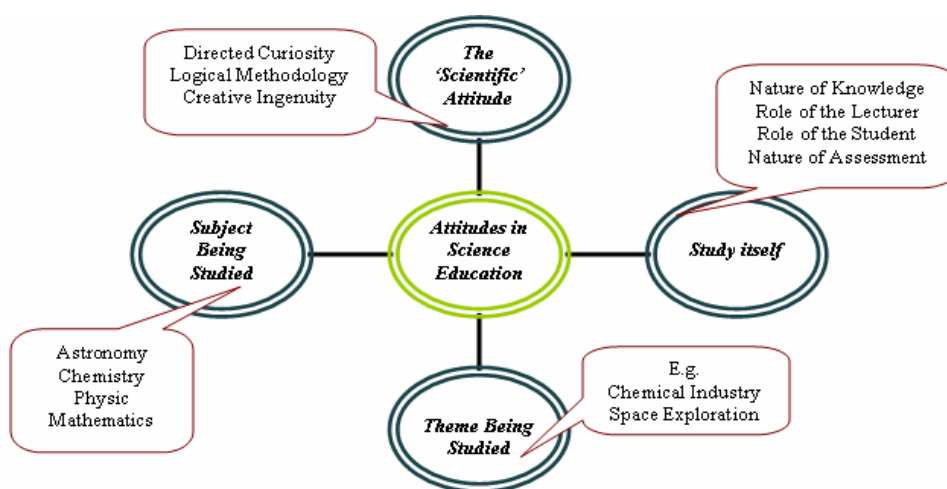 Directed Curiosity
Logical Methodology
Creative Ingenuity
The
'Scientific'
Attitude
Nature of Knowledge
Role of the Lecturer
Role of the Student
Nature of Assessment
Subject
Being
Studied
Attitudes in
Science
Education
Study itself
Astronomy
Chemistry
Physic
Mathematics
Theme Being
Studied
E.g.
Chemical Industry
Space Exploration